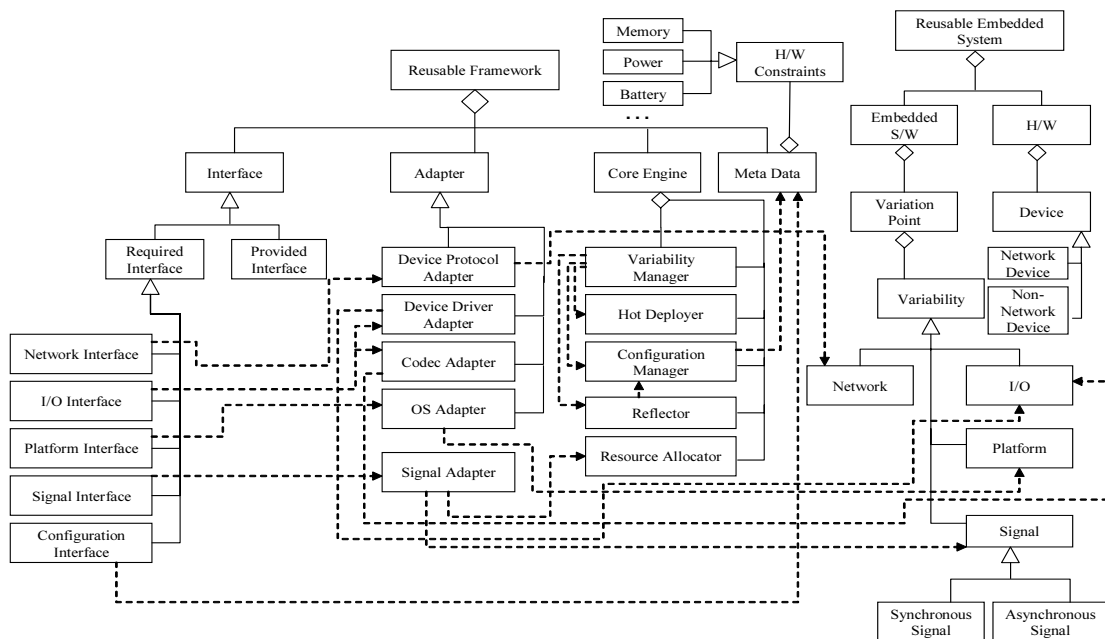 Reusable Framework
Memory
Power
Battery
...
H/W
Constraints
Reusable Embedded
System
Embedded
S/W
H/W
Interface
Adapter
Core Engine
Meta Data
Variation
Point
Device
Required
Interface
Provided
Interface
Device Protocol
Adapter
Variability
Manager
Network
Device
Non-
Network
Device
Variability
Device Driver
Adapter
Hot Deployer
Network Interface
Codec Adapter
Configuration
Manager
Network
I/O
I/O Interface
OS Adapter
Reflector
Platform Interface
Signal Adapter
Resource Allocator
Platform
Signal Interface
Configuration
Interface
Signal
Synchronous
Signal
Asynchronous
Signal